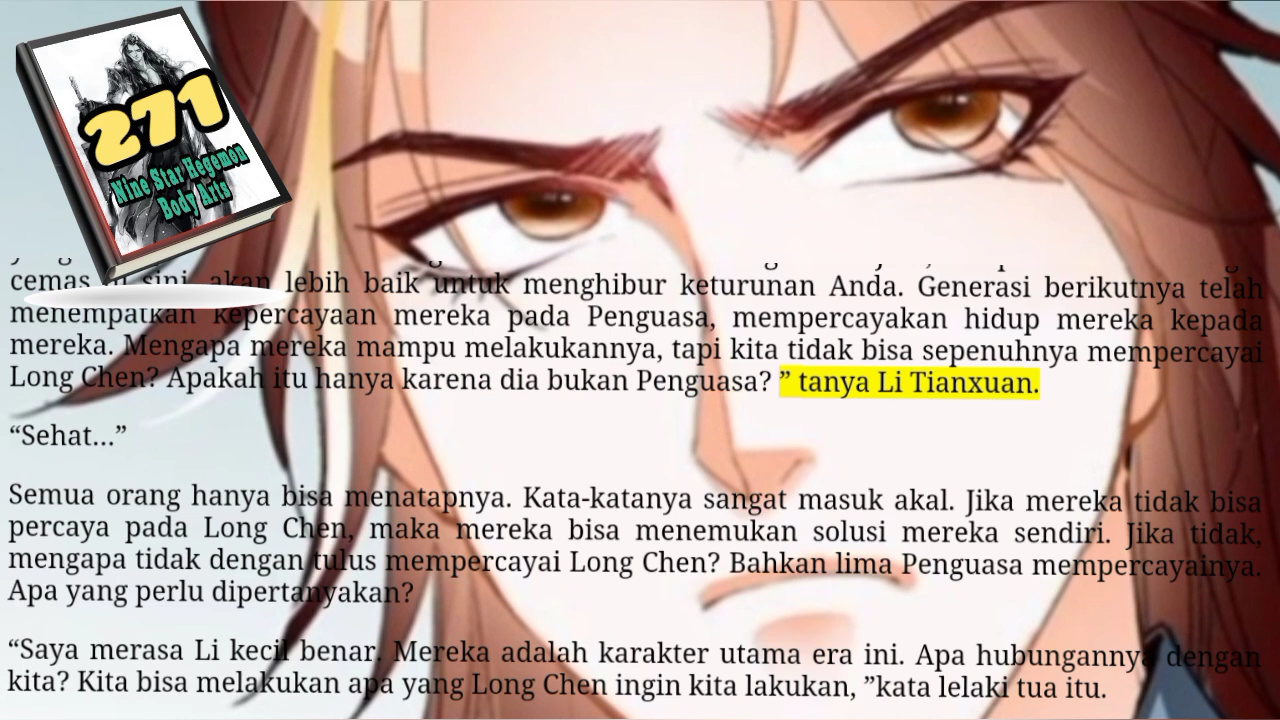 271
Nine Star Hegemon
Body Arts
cemas di sini, akan lebih baik untuk menghibur keturunan Anda. Generasi berikutnya telah
menempatkan kepercayaan mereka pada Penguasa, mempercayakan hidup mereka kepada
mereka. Mengapa mereka mampu melakukannya, tapi kita tidak bisa sepenuhnya mempercayai
Long Chen? Apakah itu hanya karena dia bukan Penguasa? ” tanya Li Tianxuan.
“Sehat...”
Semua orang hanya bisa menatapnya. Kata-katanya sangat masuk akal. Jika mereka tidak bisa
percaya pada Long Chen, maka mereka bisa menemukan solusi mereka sendiri. Jika tidak,
mengapa tidak dengan tulus mempercayai Long Chen? Bahkan lima Penguasa mempercayainya.
Apa yang perlu dipertanyakan?
“Saya merasa Li kecil benar. Mereka adalah karakter utama era ini. Apa hubungannya dengan
kita? Kita bisa melakukan apa yang Long Chen ingin kita lakukan, ”kata lelaki tua itu.